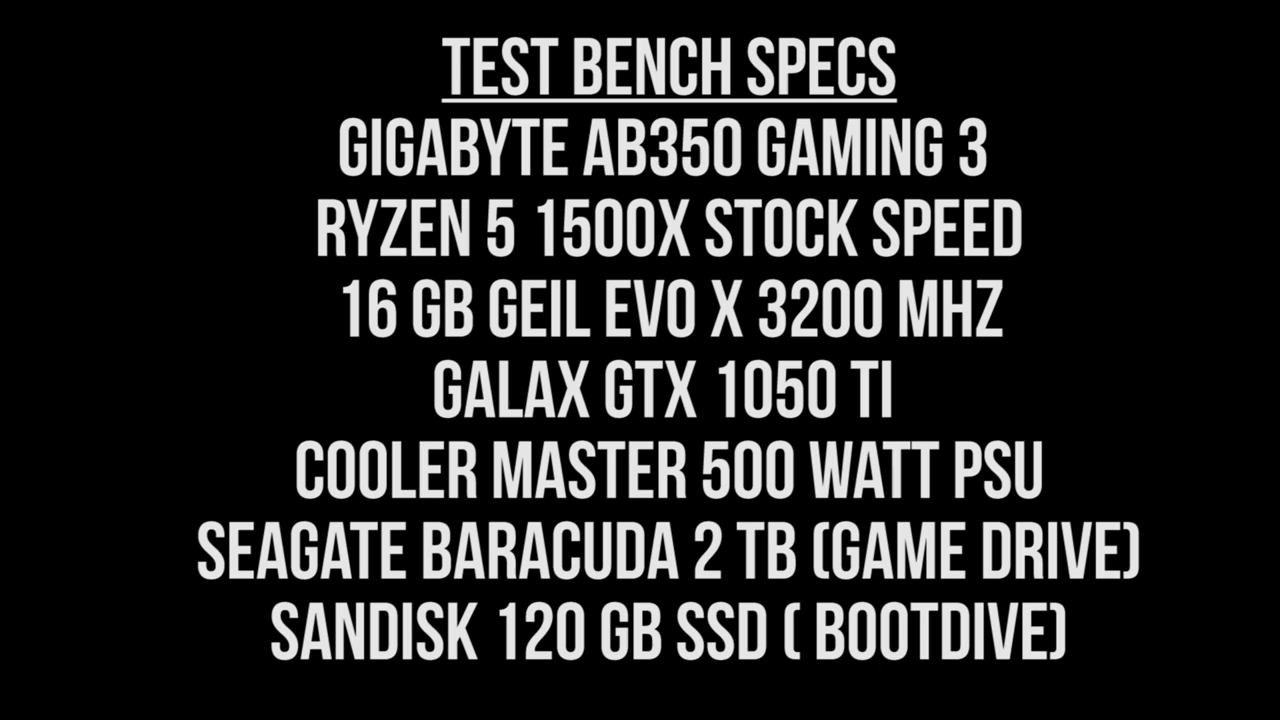 TEST BENCH SPECS
GIGABYTE AB350 GAMING 3
RYZEN 5 1500X STOCK SPEED
16 GB GEIL EVO X 3200 MHZ
GALAX GTX 1050 TI
COOLER MASTER 500 WATT PSU
SEAGATE BARACUDA 2 TB (GAME DRIVE)
SANDISK 120 GB SSD ( BOOTDIVE)